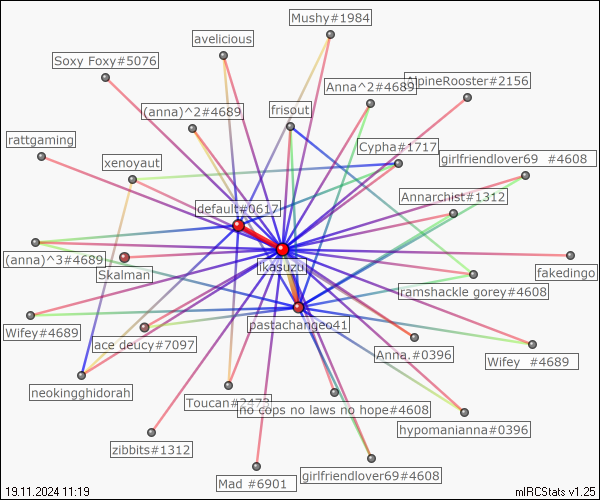 Mushy#1984
avelicious
Soxy Foxy#5076
Anna^2#4689
AlpineRooster#2156
(anna)^2#4689
frisout
rattgaming
Cypha#1717
xenoyaut
girlfriendlover69 #4608
Annarchist#1312
default#0617
(anna)^3#4689
Skalman
ikasuzu
fakedingo
ramshackle gorey#4608
Wifey#4689
pastachangeo41
ace deucy#7097
Anna,#0396
Wifey #4689
neokingghidorah
Toucan#2473
no cops no laws no hope#4608
hypomanianna#0396
zibbits#1312
Mad #6901
girlfriendlover69#4608
19.11.2024 11:19
mIRCStats v1.25